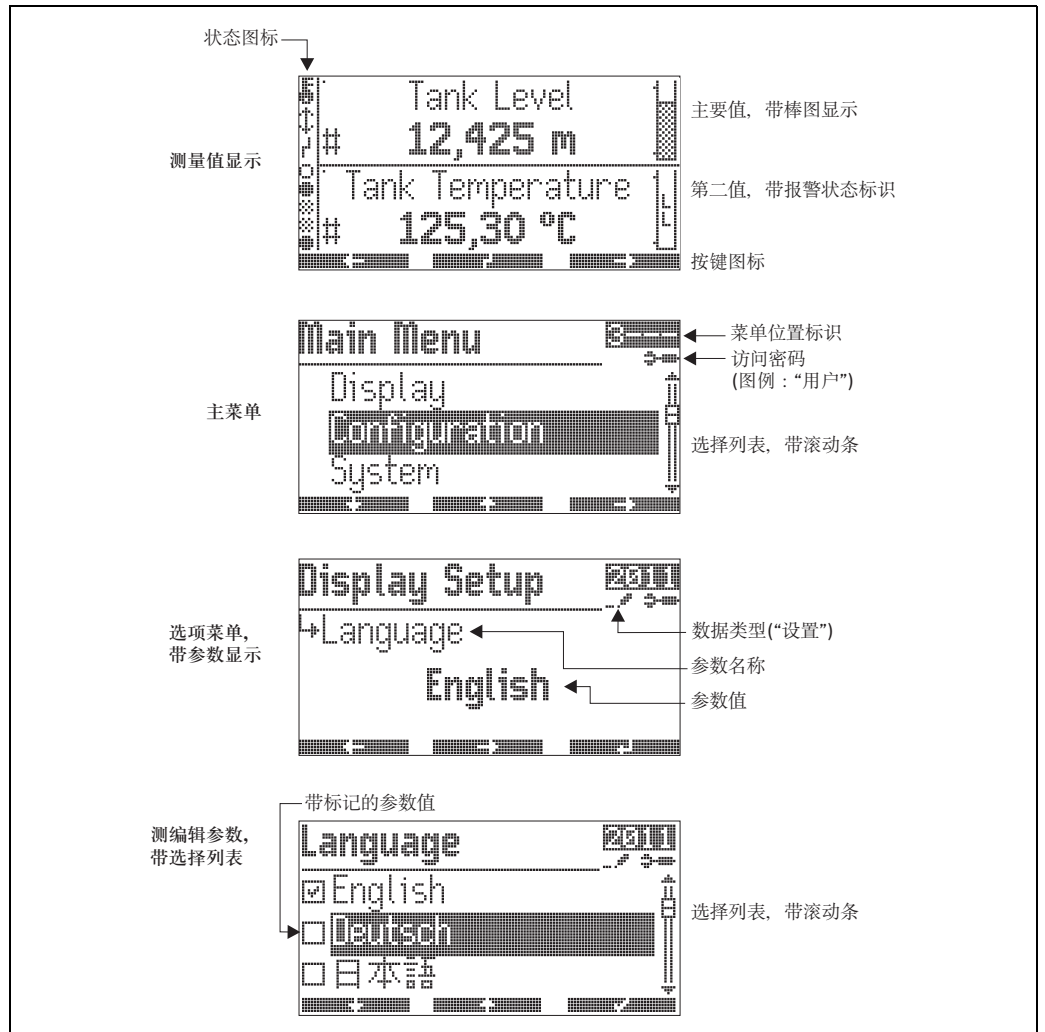 状态图标
Tank Level
12,425 m
主要值，带棒图显示
测量值显示
Tank Temperature
125,30 °C
第二值，带报警状态标识
按键图标
Main Menu
3---
菜单位置标识
访问密码
(图例：“用户”)
Display
主菜单
Configuration
选择列表，带滚动条
System
Display Setup
2011
选项菜单，
带参数显示
Language
数据类型(“设置”)
参数名称
English
参数值
带标记的参数值
测编辑参数，
带选择列表
Language
2011
English
Deutsch
选择列表，带滚动条
日本語